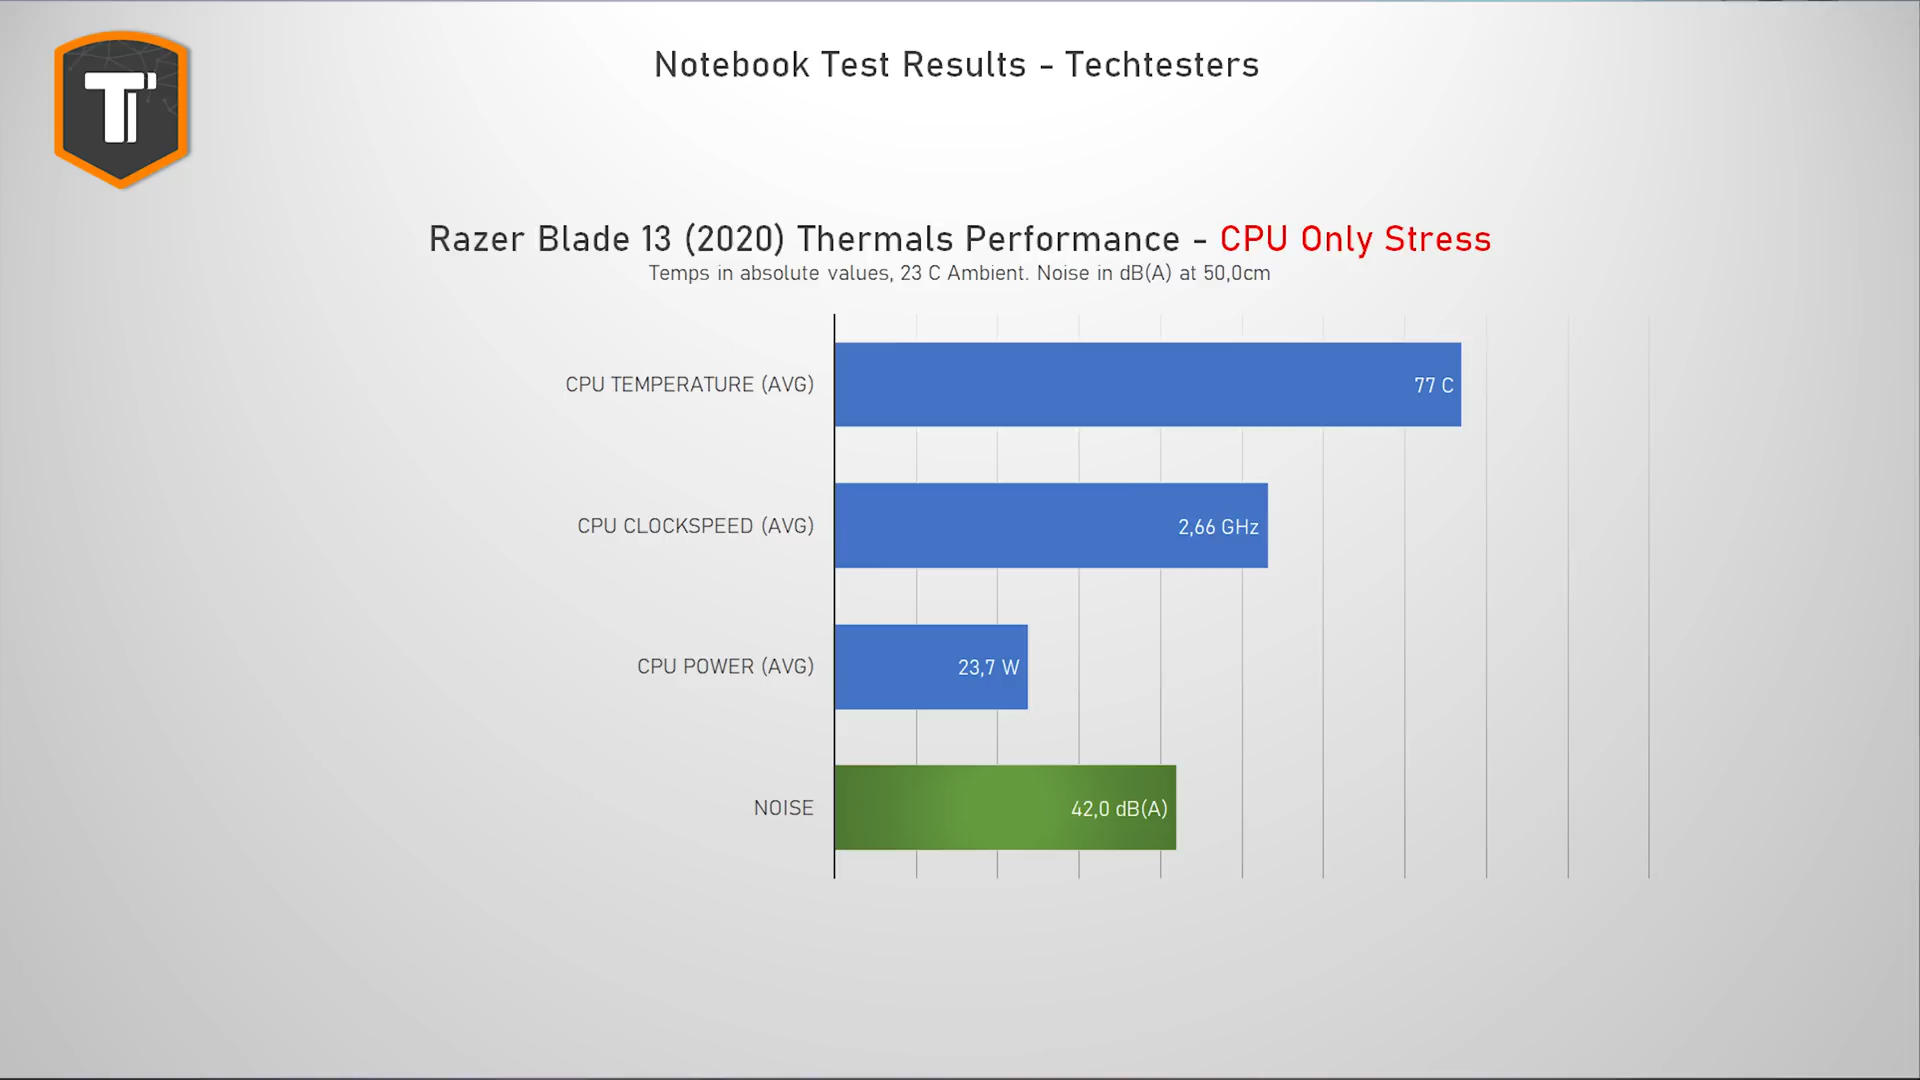 Notebook Test Results - Techtesters
Razer Blade 13 (2020) Thermals Performance - CPU Only Stress
Temps in absolute values, 23 C Ambient. Noise in dB(A) at 50,0cm
CPU TEMPERATURE (AVG) 77 C
CPU CLOCKSPEED (AVG) 2,66 GHz
CPU POWER (AVG) 23,7 W
NOISE 42,0 dB(A)